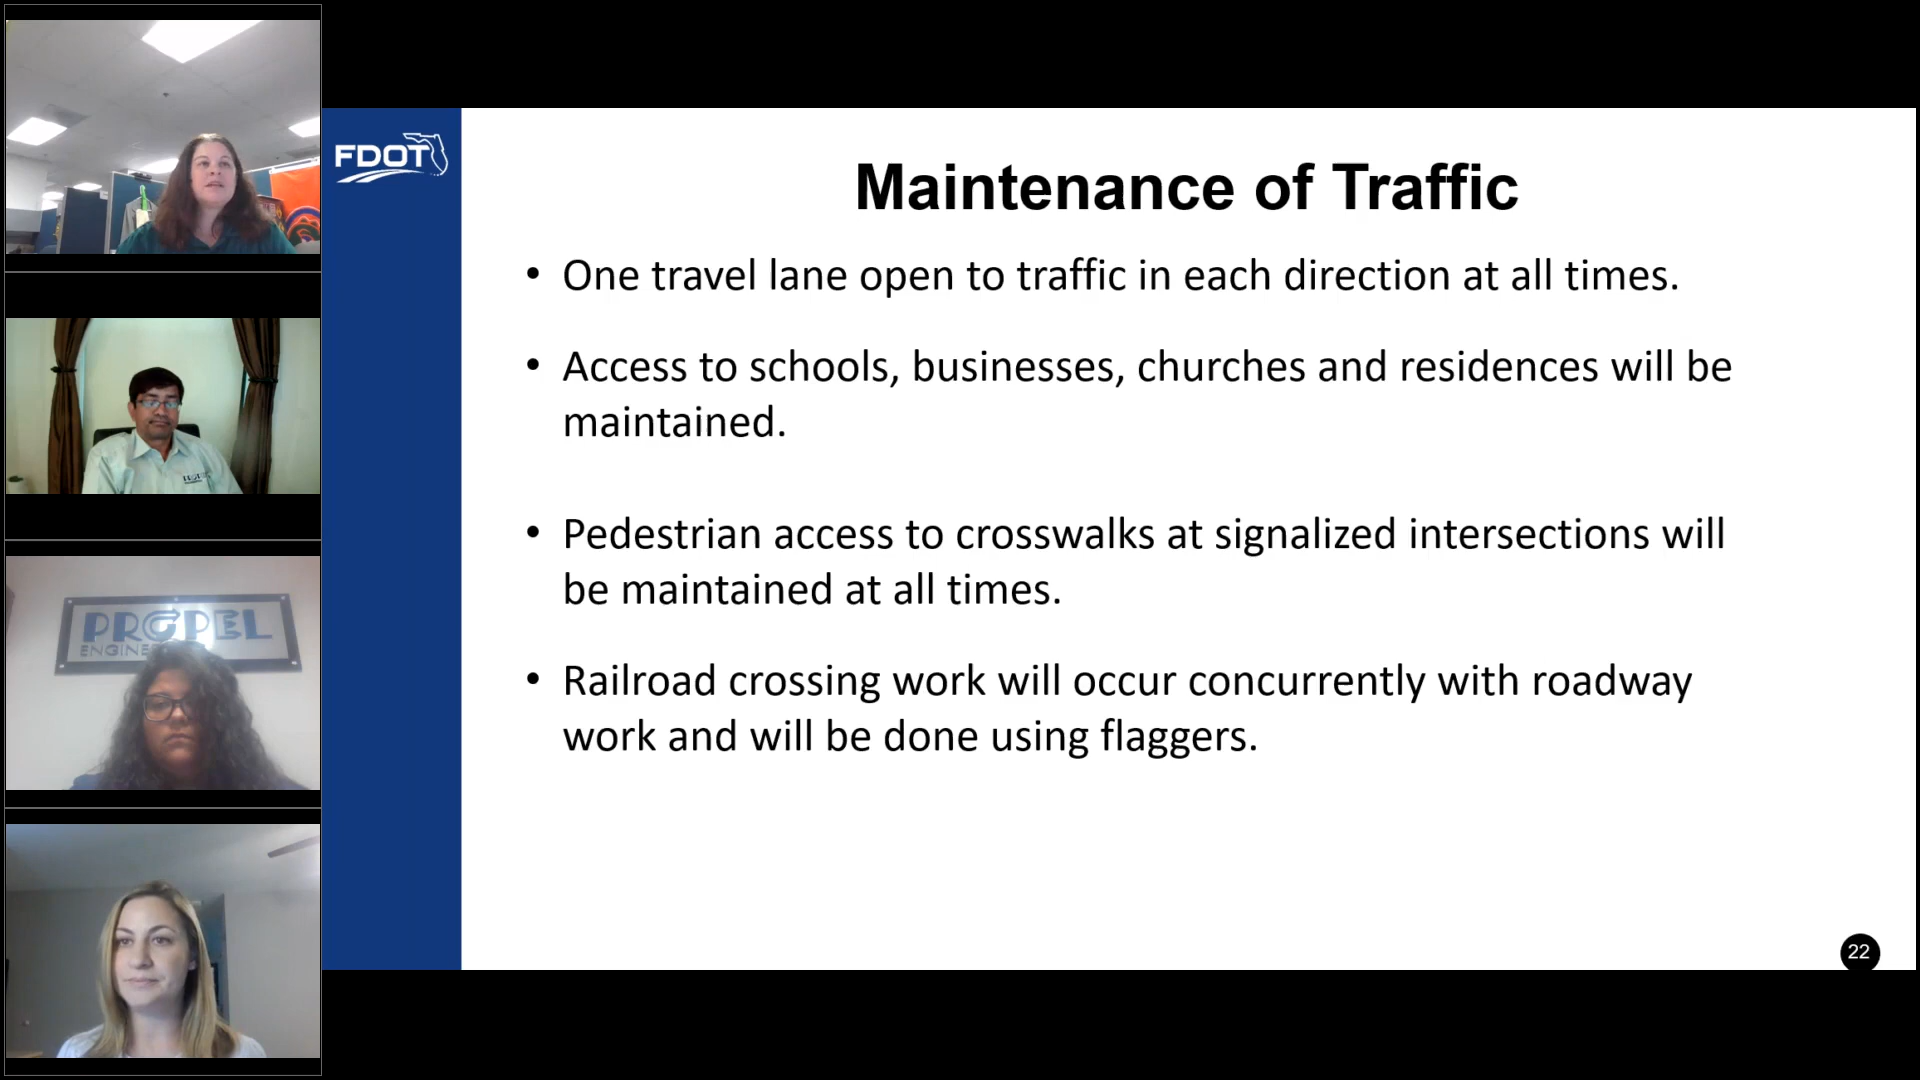 FDOT
Maintenance of Traffic
• One travel lane open to traffic in each direction at all times.
• Access to schools, businesses, churches and residences will be
maintained.
• Pedestrian access to crosswalks at signalized intersections will
be maintained at all times.
• Railroad crossing work will occur concurrently with roadway
work and will be done using flaggers.
22
PROPEL
PROPEL